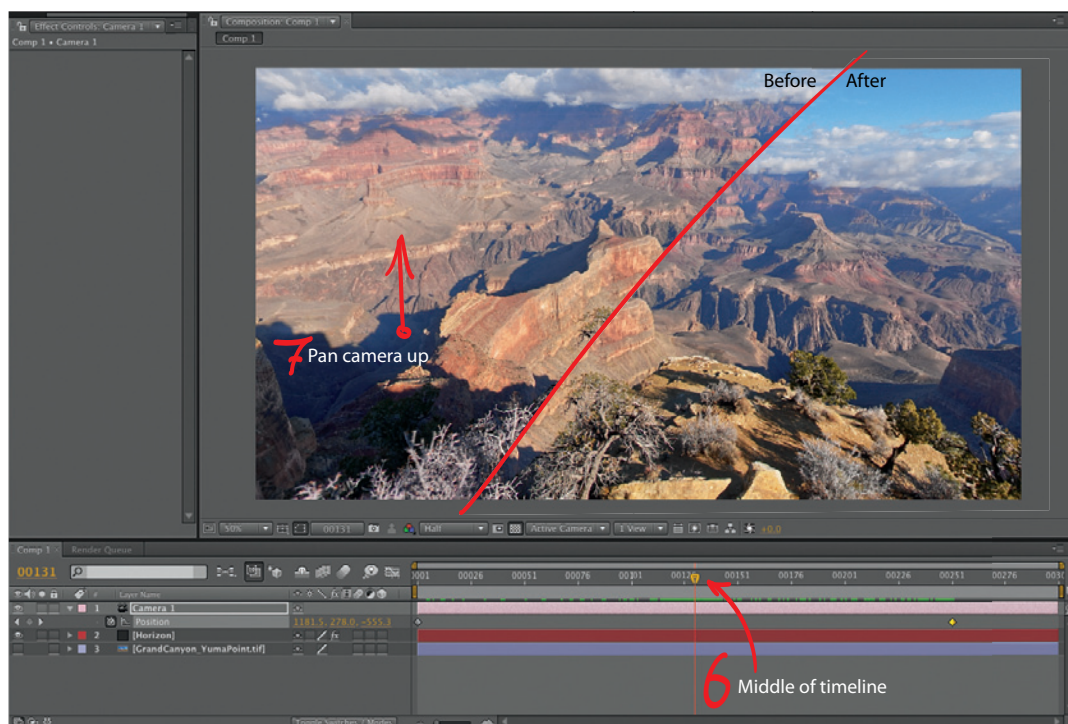 Effect Controls: Camera 1
Composition: Comp 1
Comp 1 • Camera 1
Comp 1
Before
After
7 Pan camera up
50%
00131
Half
Active Camera
1 View
+0.0
Comp 1
Render Queue
00131
00026
00051
00076
00101
00151
00176
00201
00226
00251
00276
# Layer Name
1 Camera 1
Position
1181.5, 278.0, -555.3
2 [Horizon]
3 [GrandCanyon_YumaPoint.tif]
6 Middle of timeline
Toggle Switches / Modes